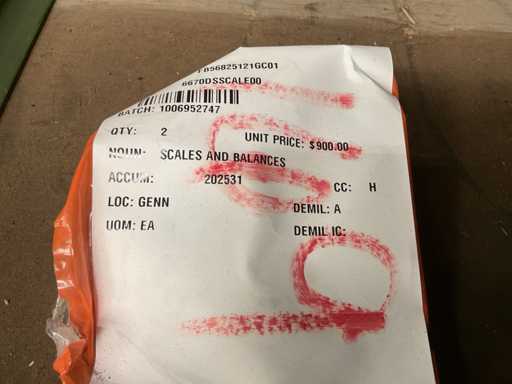 FB56825121GC01
6670DSSCALE00
BATCH: 1006952747
QTY: 2
UNIT PRICE: $900.00
NOUN: SCALES AND BALANCES
ACCUM: 202531 CC: H
LOC: GENN DEMIL: A
UOM: EA DEMIL IC: